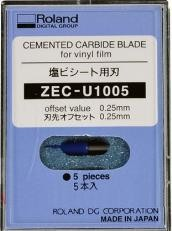 Roland
DIGITAL GROUP
CEMENTED CARBIDE BLADE
for vinyl film
塩ビシート用刃
ZEC-U1005
offset value 0.25mm
刃先オフセット 0.25mm
5 pieces
5本入
ROLAND DG CORPORATION
MADE IN JAPAN